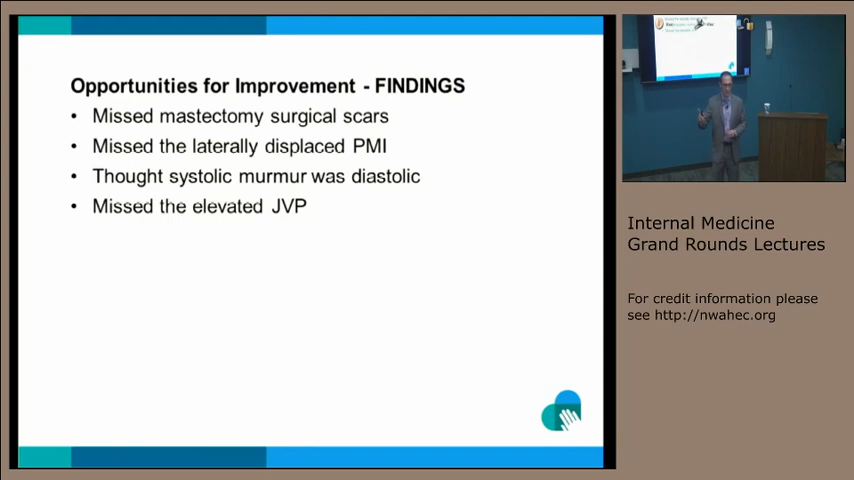 Opportunities for Improvement - FINDINGS
• Missed mastectomy surgical scars
• Missed the laterally displaced PMI
• Thought systolic murmur was diastolic
• Missed the elevated JVP
Internal Medicine
Grand Rounds Lectures
For credit information please
see http://nwahec.org